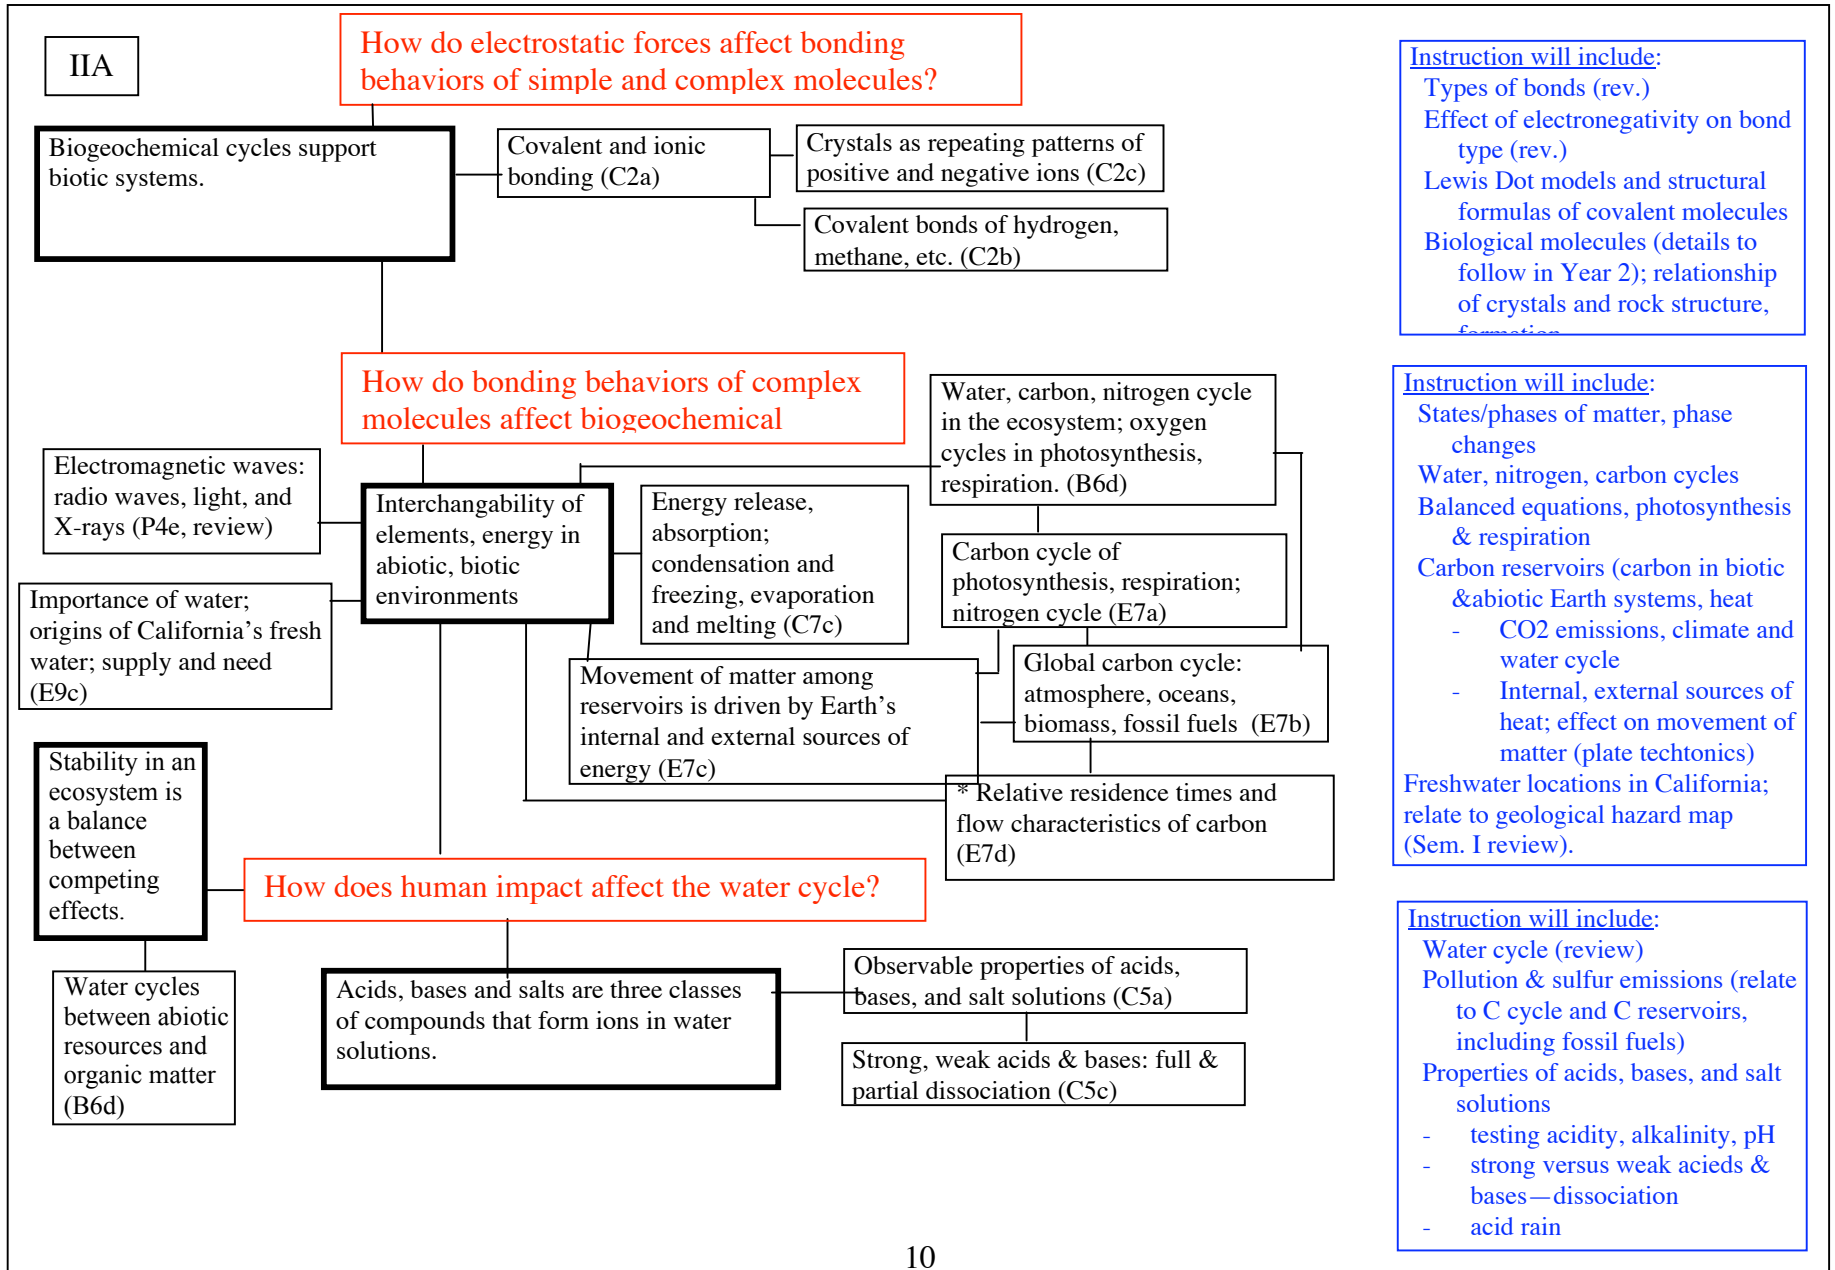 IIA
How do electrostatic forces affect bonding
behaviors of simple and complex molecules?
Biogeochemical cycles support
biotic systems.
Covalent and ionic
bonding (C2a)
Crystals as repeating patterns of
positive and negative ions (C2c)
Covalent bonds of hydrogen,
methane, etc. (C2b)
Instruction will include:
Types of bonds (rev.)
Effect of electronegativity on bond
type (rev.)
Lewis Dot models and structural
formulas of covalent molecules
Biological molecules (details to
follow in Year 2); relationship
of crystals and rock structure,
formation
How do bonding behaviors of complex
molecules affect biogeochemical
Electromagnetic waves:
radio waves, light, and
X-rays (P4e, review)
Interchangability of
elements, energy in
abiotic, biotic
environments
Energy release,
absorption;
condensation and
freezing, evaporation
and melting (C7c)
Water, carbon, nitrogen cycle
in the ecosystem; oxygen
cycles in photosynthesis,
respiration. (B6d)
Carbon cycle of
photosynthesis, respiration;
nitrogen cycle (E7a)
Importance of water;
origins of California's fresh
water; supply and need
(E9c)
Movement of matter among
reservoirs is driven by Earth's
internal and external sources of
energy (E7c)
Global carbon cycle:
atmosphere, oceans,
biomass, fossil fuels (E7b)
* Relative residence times and
flow characteristics of carbon
(E7d)
Instruction will include:
States/phases of matter, phase
changes
Water, nitrogen, carbon cycles
Balanced equations, photosynthesis
& respiration
Carbon reservoirs (carbon in biotic
&abiotic Earth systems, heat
- CO2 emissions, climate and
water cycle
- Internal, external sources of
heat; effect on movement of
matter (plate techtonics)
Freshwater locations in California;
relate to geological hazard map
(Sem. I review).
Stability in an
ecosystem is
a balance
between
competing
effects.
How does human impact affect the water cycle?
Water cycles
between abiotic
resources and
organic matter
(B6d)
Acids, bases and salts are three classes
of compounds that form ions in water
solutions.
Observable properties of acids,
bases, and salt solutions (C5a)
Strong, weak acids & bases: full &
partial dissociation (C5c)
Instruction will include:
Water cycle (review)
Pollution & sulfur emissions (relate
to C cycle and C reservoirs,
including fossil fuels)
Properties of acids, bases, and salt
solutions
- testing acidity, alkalinity, pH
- strong versus weak acieds &
bases—dissociation
- acid rain
10